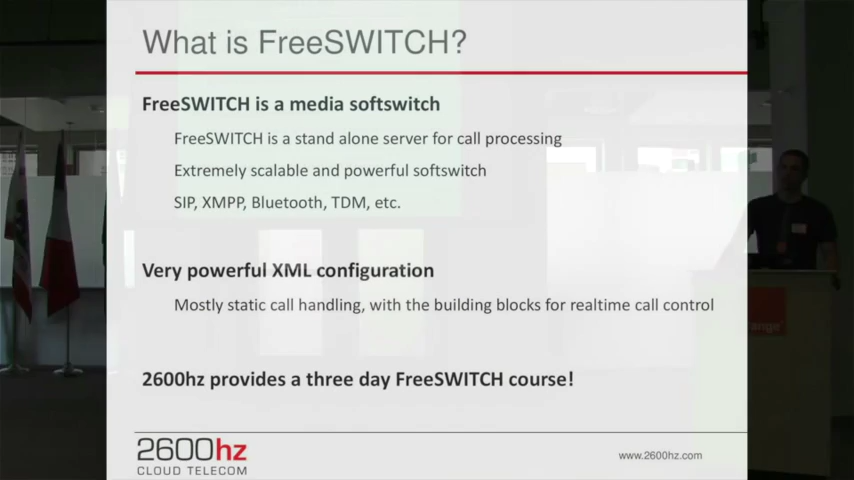 What is FreeSWITCH?
FreeSWITCH is a media softswitch
FreeSWITCH is a stand alone server for call processing
Extremely scalable and powerful softswitch
SIP, XMPP, Bluetooth, TDM, etc.
Very powerful XML configuration
Mostly static call handling, with the building blocks for realtime call control
2600hz provides a three day FreeSWITCH course!
2600hz
CLOUD TELECOM
www.2600hz.com